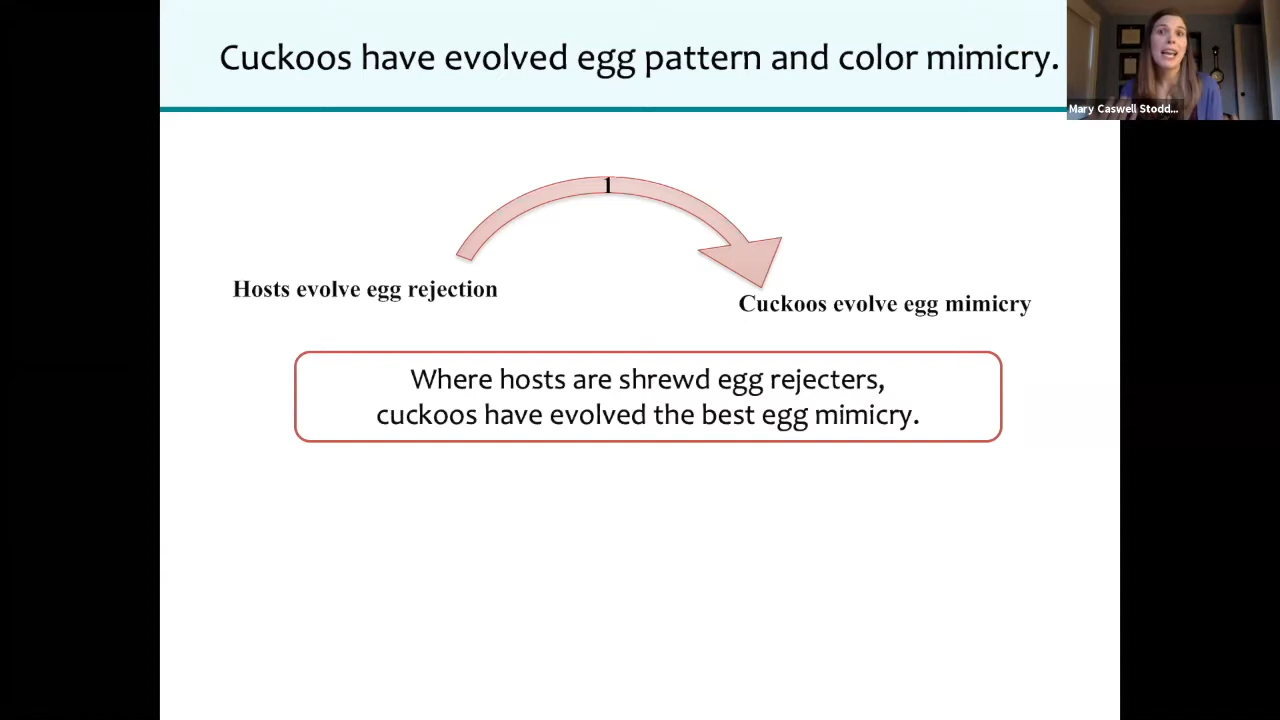 Cuckoos have evolved egg pattern and color mimicry.
Mary Caswell Stodd...
1
Hosts evolve egg rejection
Cuckoos evolve egg mimicry
Where hosts are shrewd egg rejecters,
cuckoos have evolved the best egg mimicry.